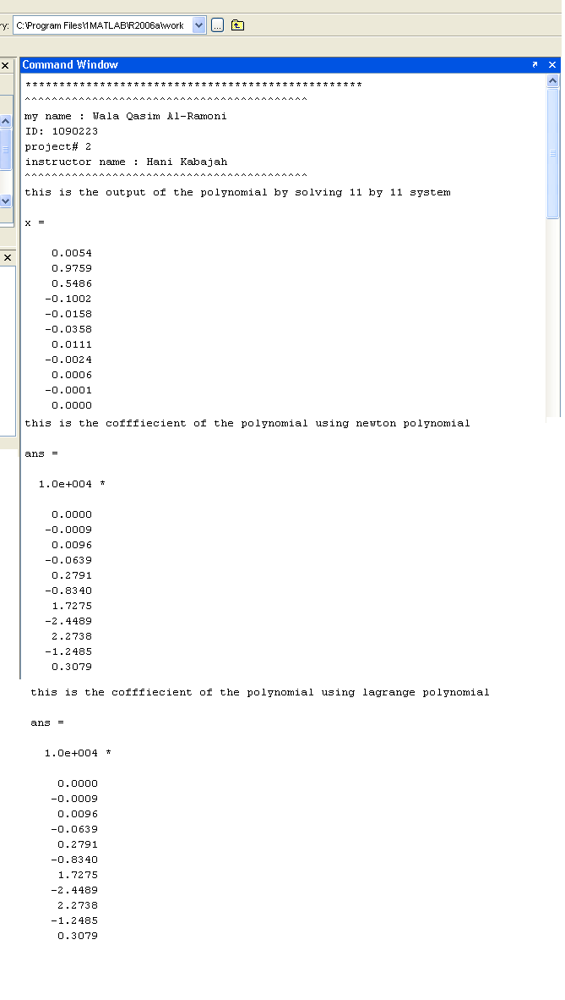 ry: C:\Program Files\1MATLAB\R2006a\work ...
Command Window
**************************************************
^^^^^^^^^^^^^^^^^^^^^^^^^^^^^^^^^^^^^^^^^^
my name : Wala Qasim Al-Ramoni
ID: 1090223
project# 2
instructor name : Hani Kabajah
^^^^^^^^^^^^^^^^^^^^^^^^^^^^^^^^^^^^^^^^^^
this is the output of the polynomial by solving 11 by 11 system
x =
0.0054
0.9759
0.5486
-0.1002
-0.0158
-0.0358
0.0111
-0.0024
0.0006
-0.0001
0.0000
this is the cofffiecient of the polynomial using newton polynomial
ans =
1.0e+004 *
0.0000
-0.0009
0.0096
-0.0639
0.2791
-0.8340
1.7275
-2.4489
2.2738
-1.2485
0.3079
this is the cofffiecient of the polynomial using lagrange polynomial
ans =
1.0e+004 *
0.0000
-0.0009
0.0096
-0.0639
0.2791
-0.8340
1.7275
-2.4489
2.2738
-1.2485
0.3079